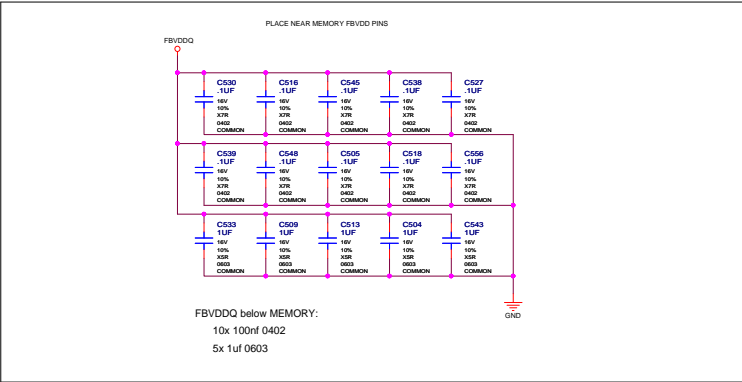 PLACE NEAR MEMORY FBVDD PINS
FBVDDQ
C530 C516 C545 C538 C527
.1UF .1UF .1UF .1UF .1UF
16V 16V 16V 16V 16V
10% 10% 10% 10% 10%
X7R X7R X7R X7R X7R
0402 0402 0402 0402 0402
COMMON COMMON COMMON COMMON COMMON
C539 C548 C505 C518 C556
.1UF .1UF .1UF .1UF .1UF
16V 16V 16V 16V 16V
10% 10% 10% 10% 10%
X7R X7R X7R X7R X7R
0402 0402 0402 0402 0402
COMMON COMMON COMMON COMMON COMMON
C533 C509 C513 C504 C543
1UF 1UF 1UF 1UF 1UF
16V 16V 16V 16V 16V
10% 10% 10% 10% 10%
X5R X5R X5R X5R X5R
0603 0603 0603 0603 0603
COMMON COMMON COMMON COMMON COMMON
GND
FBVDDQ below MEMORY:
10x 100nf 0402
5x 1uf 0603